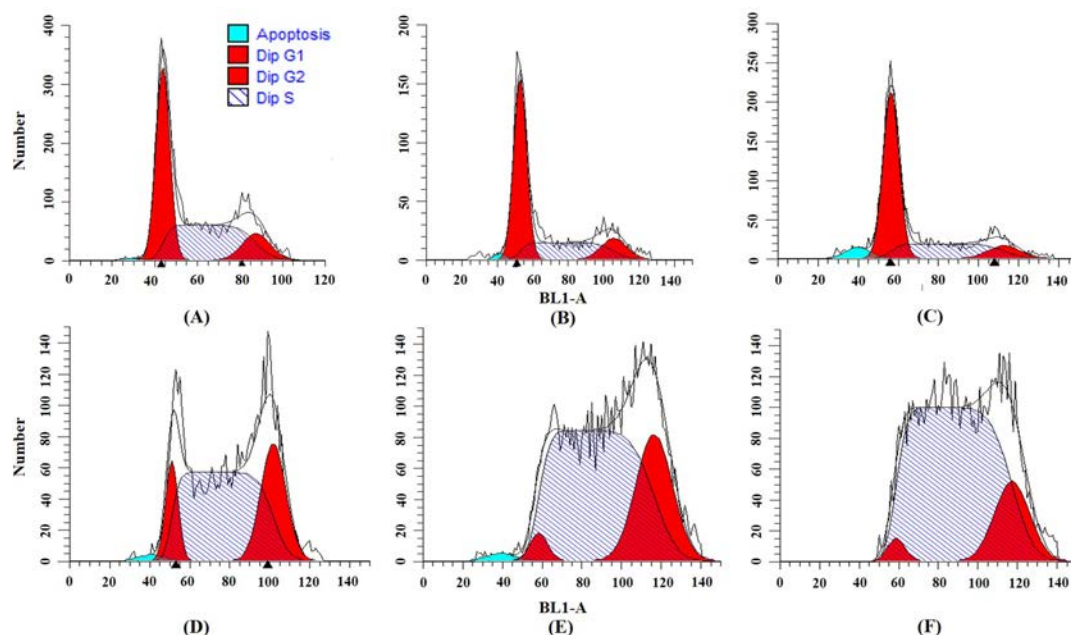 Apoptosis
Dip G1
Dip G2
Dip S
Number
0 100 200 300 400
0 20 40 60 80 100 120
(A)
0 50 100 150 200
0 20 40 60 80 100 120 140
BL1-A
(B)
Number
0 50 100 150 200 250 300
0 20 40 60 80 100 120 140
(C)
Number
0 20 40 60 80 100 120 140
0 20 40 60 80 100 120 140
(D)
0 20 40 60 80 100 120 140
0 20 40 60 80 100 120 140
BL1-A
(E)
0 20 40 60 80 100 120 140
0 20 40 60 80 100 120 140
(F)